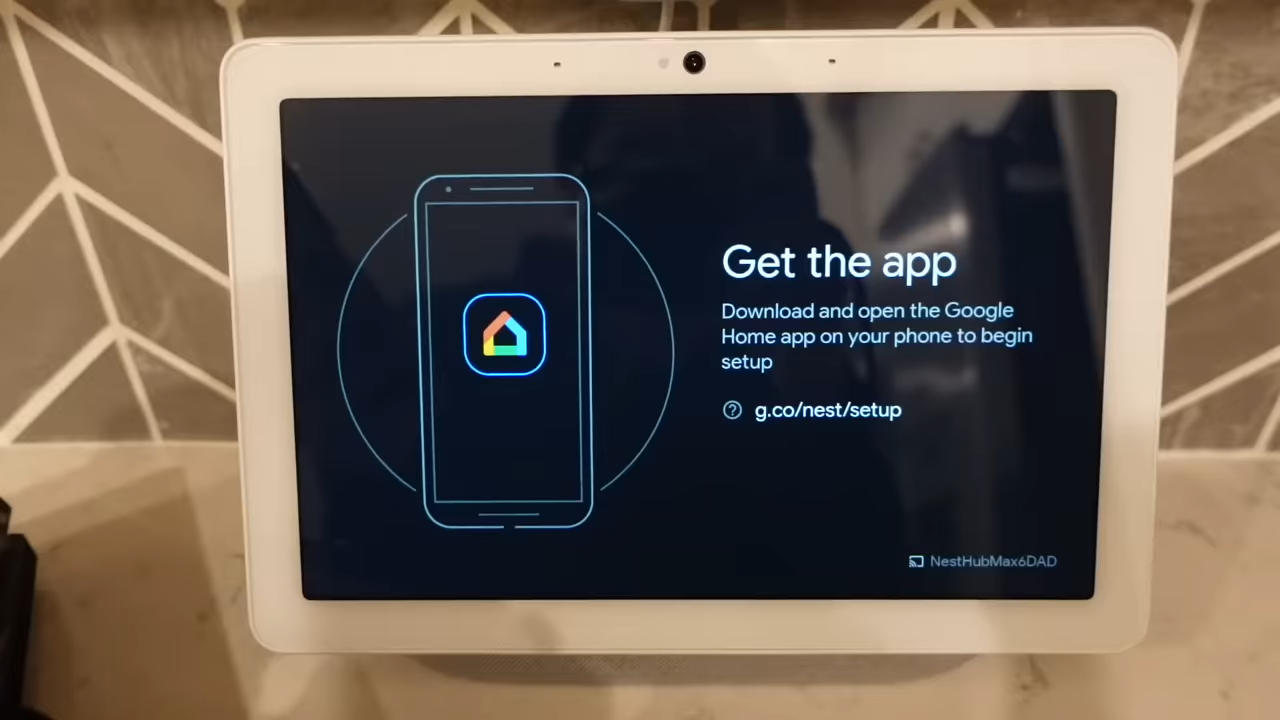 Get the app
Download and open the Google
Home app on your phone to begin
setup
g.co/nest/setup
NestHubMax6DAD